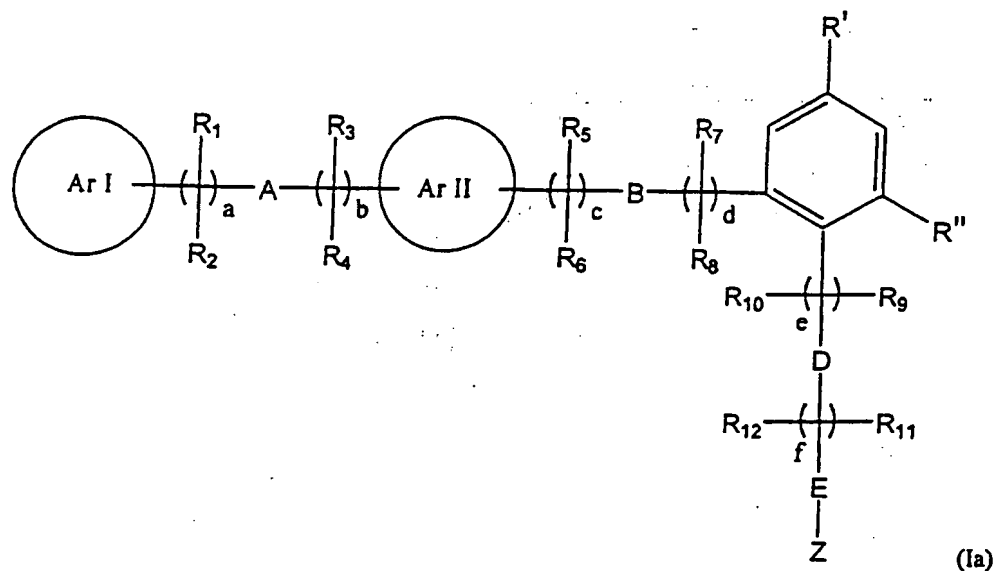 R'
R1 R3 R5 R7
Ar I ( ) a A ( ) b Ar II ( ) c B ( ) d
R2 R4 R6 R8 R"
R10 ( ) e R9
D
R12 ( ) f R11
E
Z
(Ia)